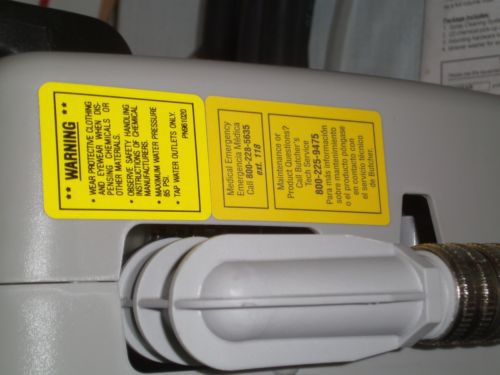 ** WARNING **
• WEAR PROTECTIVE CLOTHING
AND EYEWEAR WHEN DIS-
PENSING CHEMICALS OR
OTHER MATERIALS.
• OBSERVE SAFETY HANDLING
INSTRUCTIONS OF CHEMICAL
MANUFACTURERS.
• MAXIMUM WATER PRESSURE
85 PSI.
• TAP WATER OUTLETS ONLY.
PN061020
Medical Emergency
Emergencia Médica
Call 800-228-5635
ext. 118
Maintenance or
Product Questions?
Call Butcher's
Tech Service
800-225-9475
Para más información
sobre mantenimiento
o el producto póngase
en contacto con
el servicio técnico
de Butcher.
Package Includes: